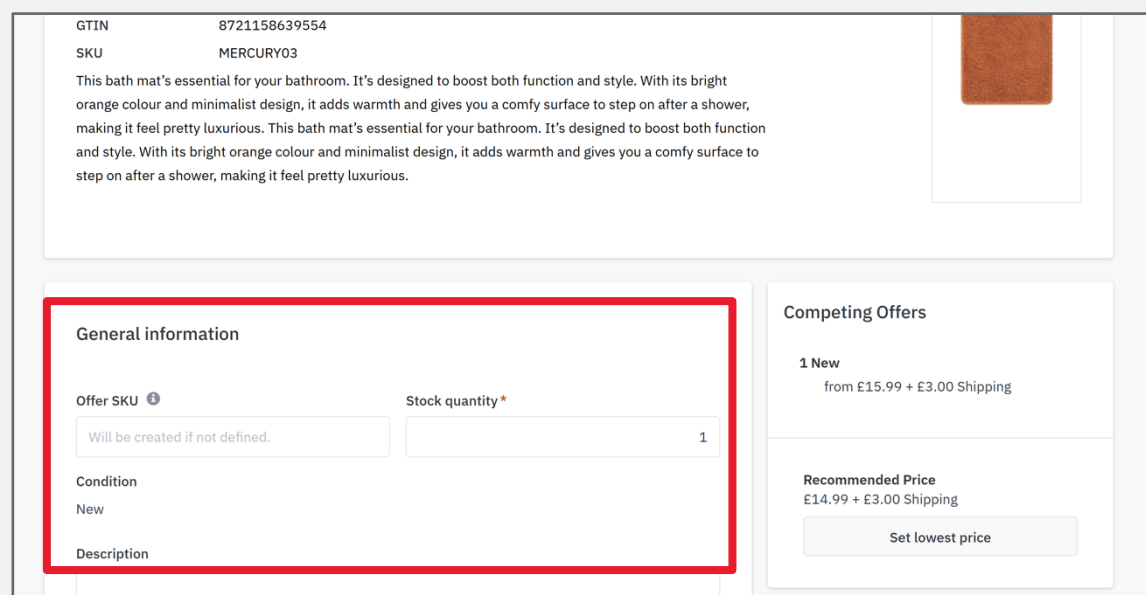 GTIN 8721158639554
SKU MERCURY03
This bath mat’s essential for your bathroom. It’s designed to boost both function and style. With its bright
orange colour and minimalist design, it adds warmth and gives you a comfy surface to step on after a shower,
making it feel pretty luxurious. This bath mat’s essential for your bathroom. It’s designed to boost both function
and style. With its bright orange colour and minimalist design, it adds warmth and gives you a comfy surface to
step on after a shower, making it feel pretty luxurious.
General information
Offer SKU
Stock quantity*
Will be created if not defined.
1
Condition
New
Description
Competing Offers
1 New
from £15.99 + £3.00 Shipping
Recommended Price
£14.99 + £3.00 Shipping
Set lowest price